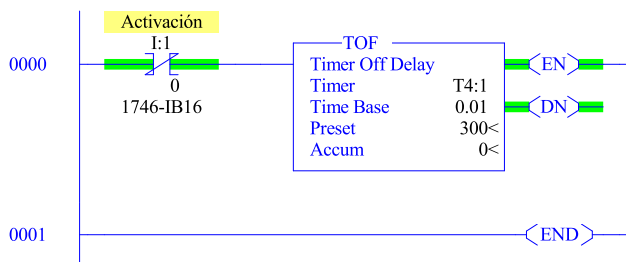 Activación
I:1
0000
0
1746-IB16
TOF
Timer Off Delay
Timer T4:1
Time Base 0.01
Preset 300<
Accum 0<
EN
DN
0001
END